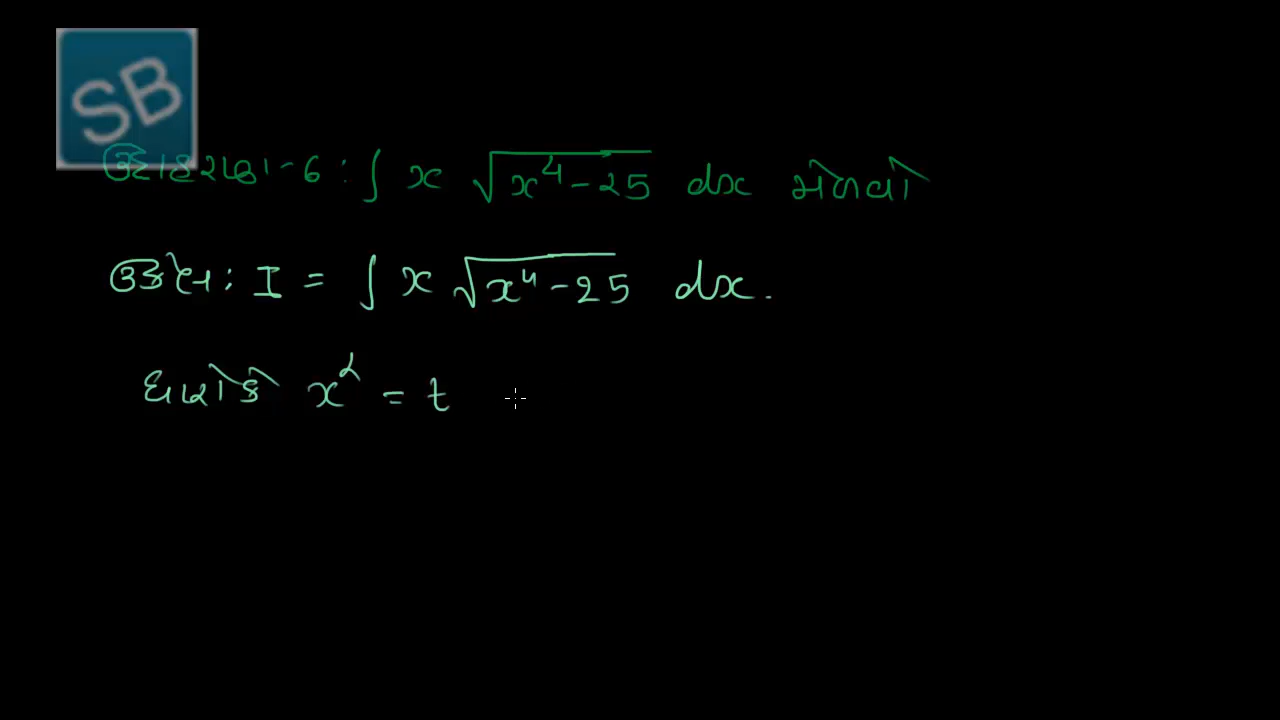 SB
ઉદાહરણ-6 : ∫ x √(x⁴-25) dx મેળવો
ઉકેલ : I = ∫ x √(x⁴-25) dx.
ધારોકે x² = t